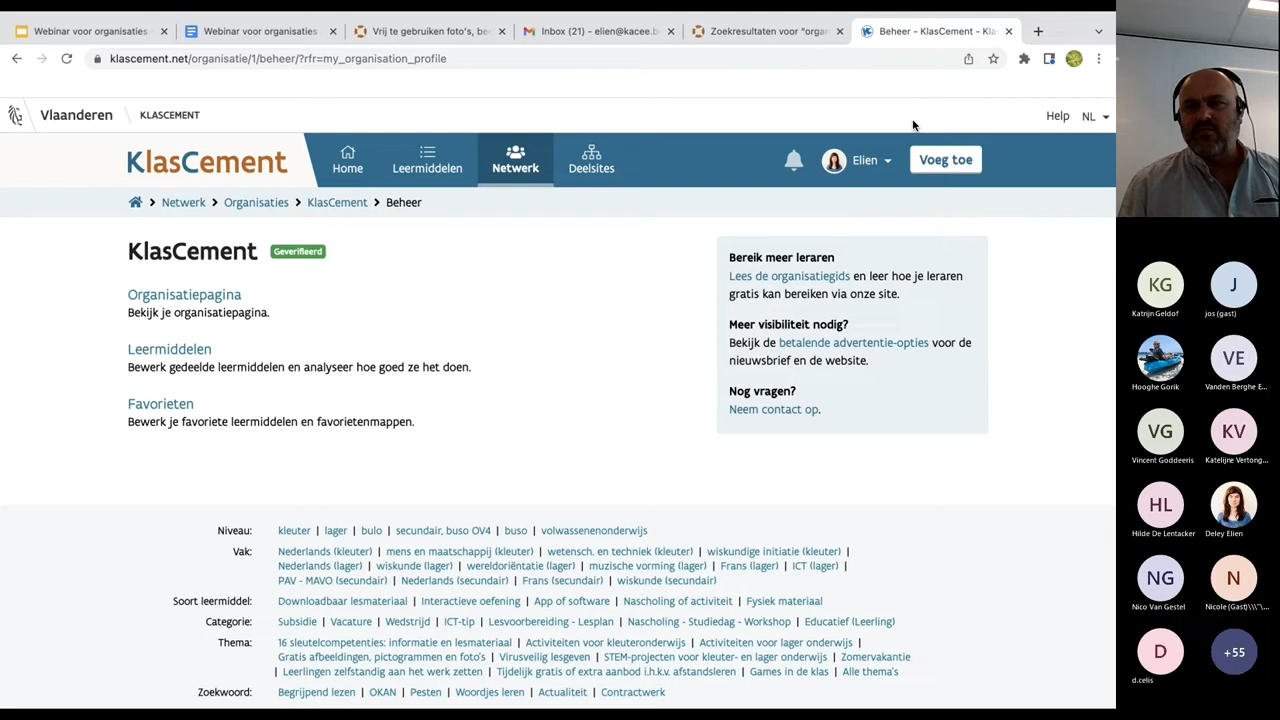 Webinar voor organisaties
Webinar voor organisaties
Vrij te gebruiken foto's, be
Inbox (21) - elien@kacee.b
Zoekresultaten voor "organ
Beheer - KlasCement - Kla
klascement.net/organisatie/1/beheer/?rfr=my_organisation_profile
Vlaanderen
KLASCEMENT
Help
NL
KlasCement
Home
Leermiddelen
Netwerk
Deelsites
Elien
Voeg toe
Netwerk
Organisaties
KlasCement
Beheer
KlasCement
Geverifieerd
Organisatiepagina
Bekijk je organisatiepagina.
Leermiddelen
Bewerk gedeelde leermiddelen en analyseer hoe goed ze het doen.
Favorieten
Bewerk je favoriete leermiddelen en favorietenmappen.
Bereik meer leraren
Lees de organisatiegids en leer hoe je leraren
gratis kan bereiken via onze site.
Meer visibiliteit nodig?
Bekijk de betalende advertentie-opties voor de
nieuwsbrief en de website.
Nog vragen?
Neem contact op.
Niveau: kleuter | lager | bulo | secundair, buso OV4 | buso | volwassenenonderwijs
Vak: Nederlands (kleuter) | mens en maatschappij (kleuter) | wetensch. en techniek (kleuter) | wiskundige initiatie (kleuter) |
Nederlands (lager) | wiskunde (lager) | wereldoriëntatie (lager) | muzische vorming (lager) | Frans (lager) | ICT (lager) |
PAV - MAVO (secundair) | Nederlands (secundair) | Frans (secundair) | wiskunde (secundair)
Soort leermiddel: Downloadbaar lesmateriaal | Interactieve oefening | App of software | Nascholing of activiteit | Fysiek materiaal
Categorie: Subsidie | Vacature | Wedstrijd | ICT-tip | Lesvoorbereiding - Lesplan | Nascholing - Studiedag - Workshop | Educatief (Leerling)
Thema: 16 sleutelcompetenties: informatie en lesmateriaal | Activiteiten voor kleuteronderwijs | Activiteiten voor lager onderwijs |
Gratis afbeeldingen, pictogrammen en foto's | Virusveilig lesgeven | STEM-projecten voor kleuter- en lager onderwijs | Zomervakantie
| Leerlingen zelfstandig aan het werk zetten | Tijdelijk gratis of extra aanbod i.h.k.v. afstandsleren | Games in de klas | Alle thema's
Zoekwoord: Begrijpend lezen | OKAN | Pesten | Woordjes leren | Actualiteit | Contractwerk
KG
J
Katrijn Geldof
jos (gast)
VE
Hooghe Gorik
Vanden Berghe E...
VG
KV
Vincent Goddeeris
Katelijne Vertong...
HL
Hilde De Lentacker
Deley Elien
NG
N
Nico Van Gestel
Nicole (Gast)\\\"\...
D
+55
d.celis